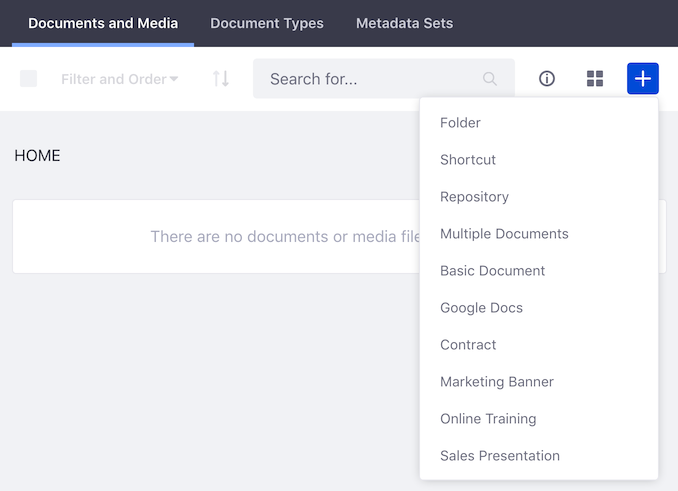 Documents and Media Document Types Metadata Sets
Filter and Order Search for...
Folder
HOME
Shortcut
Repository
There are no documents or media file
Multiple Documents
Basic Document
Google Docs
Contract
Marketing Banner
Online Training
Sales Presentation